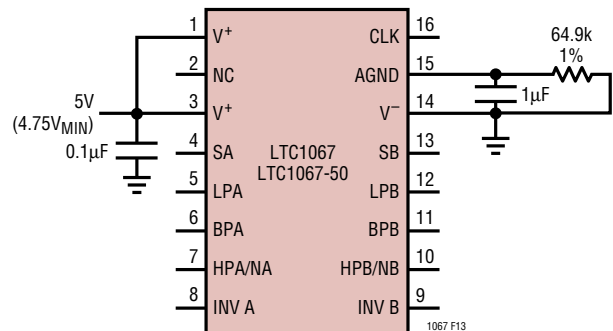 1
V+
2
NC
3
V+
4
SA
5
LPA
6
BPA
7
HPA/NA
8
INV A
5V
(4.75VMIN)
0.1µF
LTC1067
LTC1067-50
CLK
16
AGND
15
V–
14
SB
13
LPB
12
BPB
11
HPB/NB
10
INV B
9
64.9k
1%
1µF
1067 F13